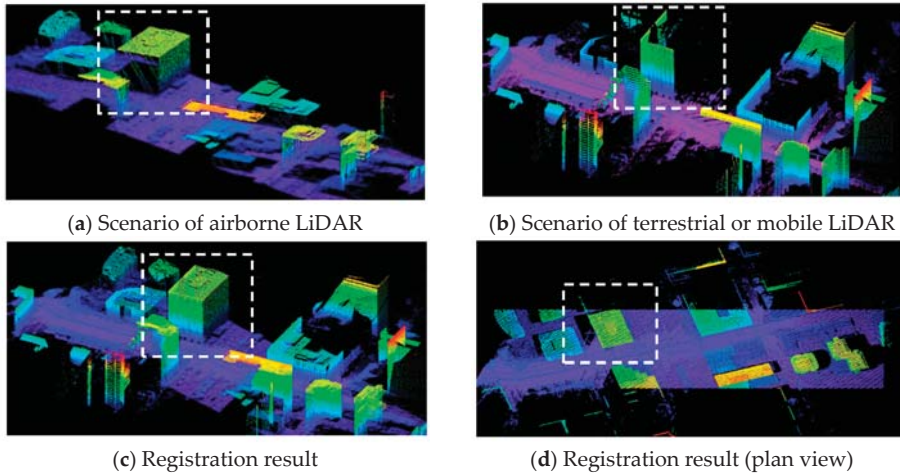 (a) Scenario of airborne LiDAR
(b) Scenario of terrestrial or mobile LiDAR
(c) Registration result
(d) Registration result (plan view)